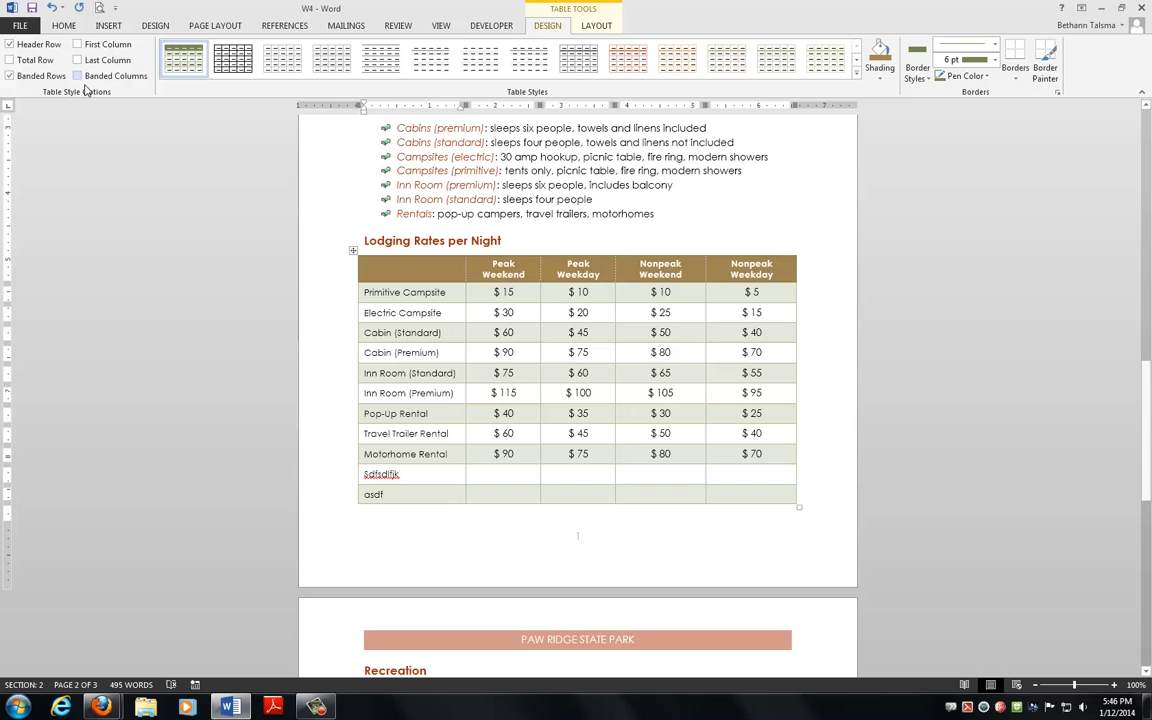 W4 - Word
TABLE TOOLS
FILE HOME INSERT DESIGN PAGE LAYOUT REFERENCES MAILINGS REVIEW VIEW DEVELOPER DESIGN LAYOUT Bethann Talsma
Header Row First Column
Total Row Last Column
Banded Rows Banded Columns
Table Style Options
Table Styles
Shading
Border Styles
6 pt
Pen Color
Borders
Border Painter
Borders
1 1 2 3 4 5 6 7
Cabins (premium): sleeps six people, towels and linens included
Cabins (standard): sleeps four people, towels and linens not included
Campsites (electric): 30 amp hookup, picnic table, fire ring, modern showers
Campsites (primitive): tents only, picnic table, fire ring, modern showers
Inn Room (premium): sleeps six people, includes balcony
Inn Room (standard): sleeps four people
Rentals: pop-up campers, travel trailers, motorhomes
Lodging Rates per Night
Peak Weekend Peak Weekday Nonpeak Weekend Nonpeak Weekday
Primitive Campsite $ 15 $ 10 $ 10 $ 5
Electric Campsite $ 30 $ 20 $ 25 $ 15
Cabin (Standard) $ 60 $ 45 $ 50 $ 40
Cabin (Premium) $ 90 $ 75 $ 80 $ 70
Inn Room (Standard) $ 75 $ 60 $ 65 $ 55
Inn Room (Premium) $ 115 $ 100 $ 105 $ 95
Pop-Up Rental $ 40 $ 35 $ 30 $ 25
Travel Trailer Rental $ 60 $ 45 $ 50 $ 40
Motorhome Rental $ 90 $ 75 $ 80 $ 70
Sdfsdlfjk
asdf
1
PAW RIDGE STATE PARK
Recreation
SECTION: 2 PAGE 2 OF 3 495 WORDS 100%
5:46 PM
1/12/2014